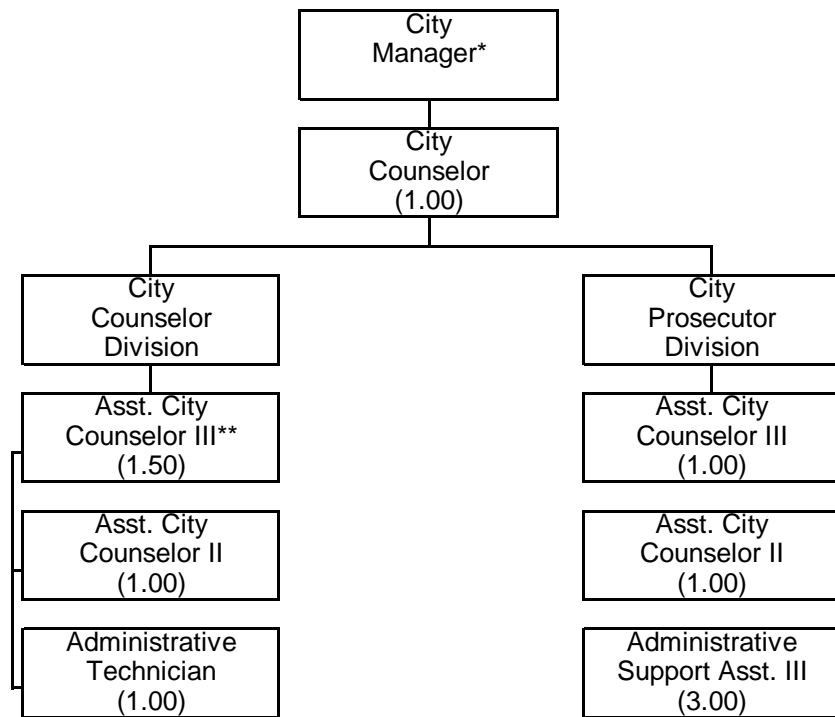 City
Manager*
City
Counselor
(1.00)
City
Counselor
Division
City
Prosecutor
Division
Asst. City
Counselor III**
(1.50)
Asst. City
Counselor III
(1.00)
Asst. City
Counselor II
(1.00)
Asst. City
Counselor II
(1.00)
Administrative
Technician
(1.00)
Administrative
Support Asst. III
(3.00)